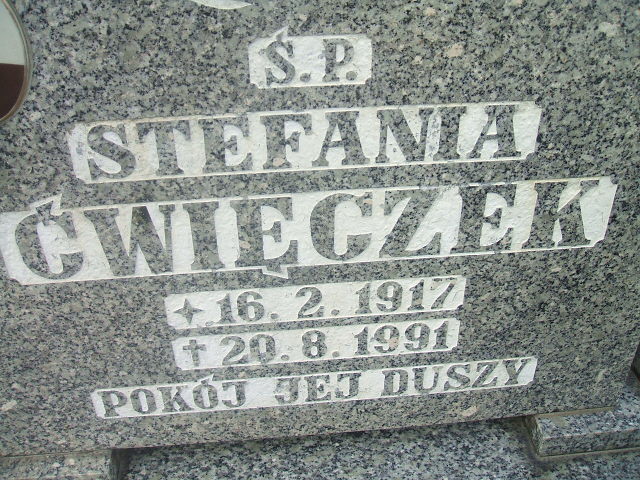 Ś.P.
STEFANIA
ĆWIĘCZEK
✦ 16. 2. 1917
✝ 20. 8. 1991
POKÓJ JEJ DUSZY